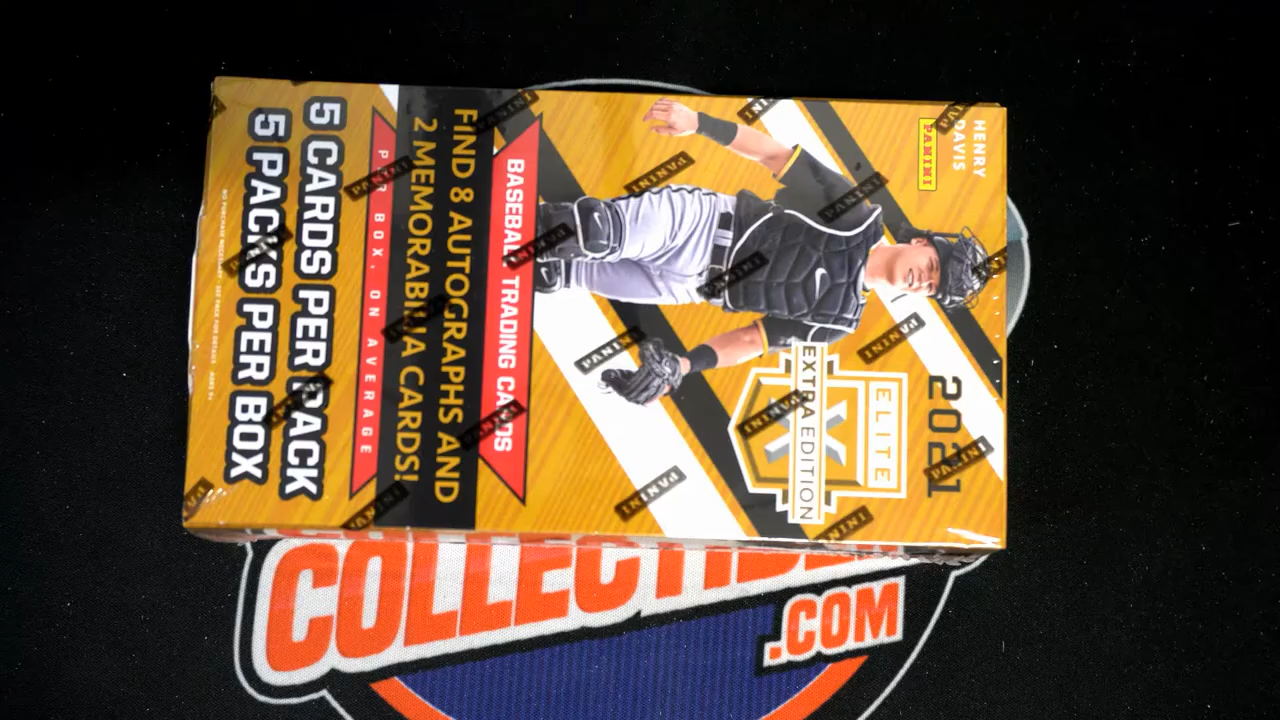 HENRY
DAVIS
PANINI
2021
ELITE
EXTRA EDITION
BASEBALL TRADING CARDS
FIND 8 AUTOGRAPHS AND
2 MEMORABILIA CARDS!
PER BOX, ON AVERAGE
5 CARDS PER PACK
5 PACKS PER BOX
COLLECTIBLES
.COM